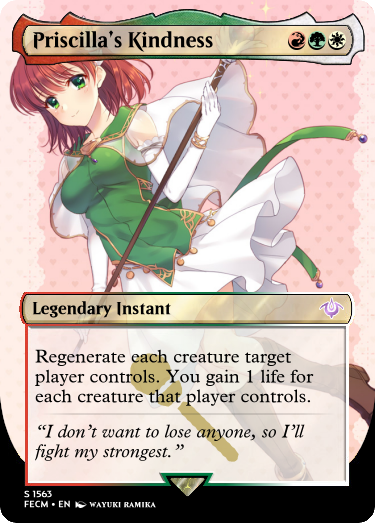 Priscilla's Kindness
Legendary Instant
Regenerate each creature target
player controls. You gain 1 life for
each creature that player controls.
“I don't want to lose anyone, so I'll
fight my strongest.”
S 1563
FECM • EN WAYUKI RAMIKA